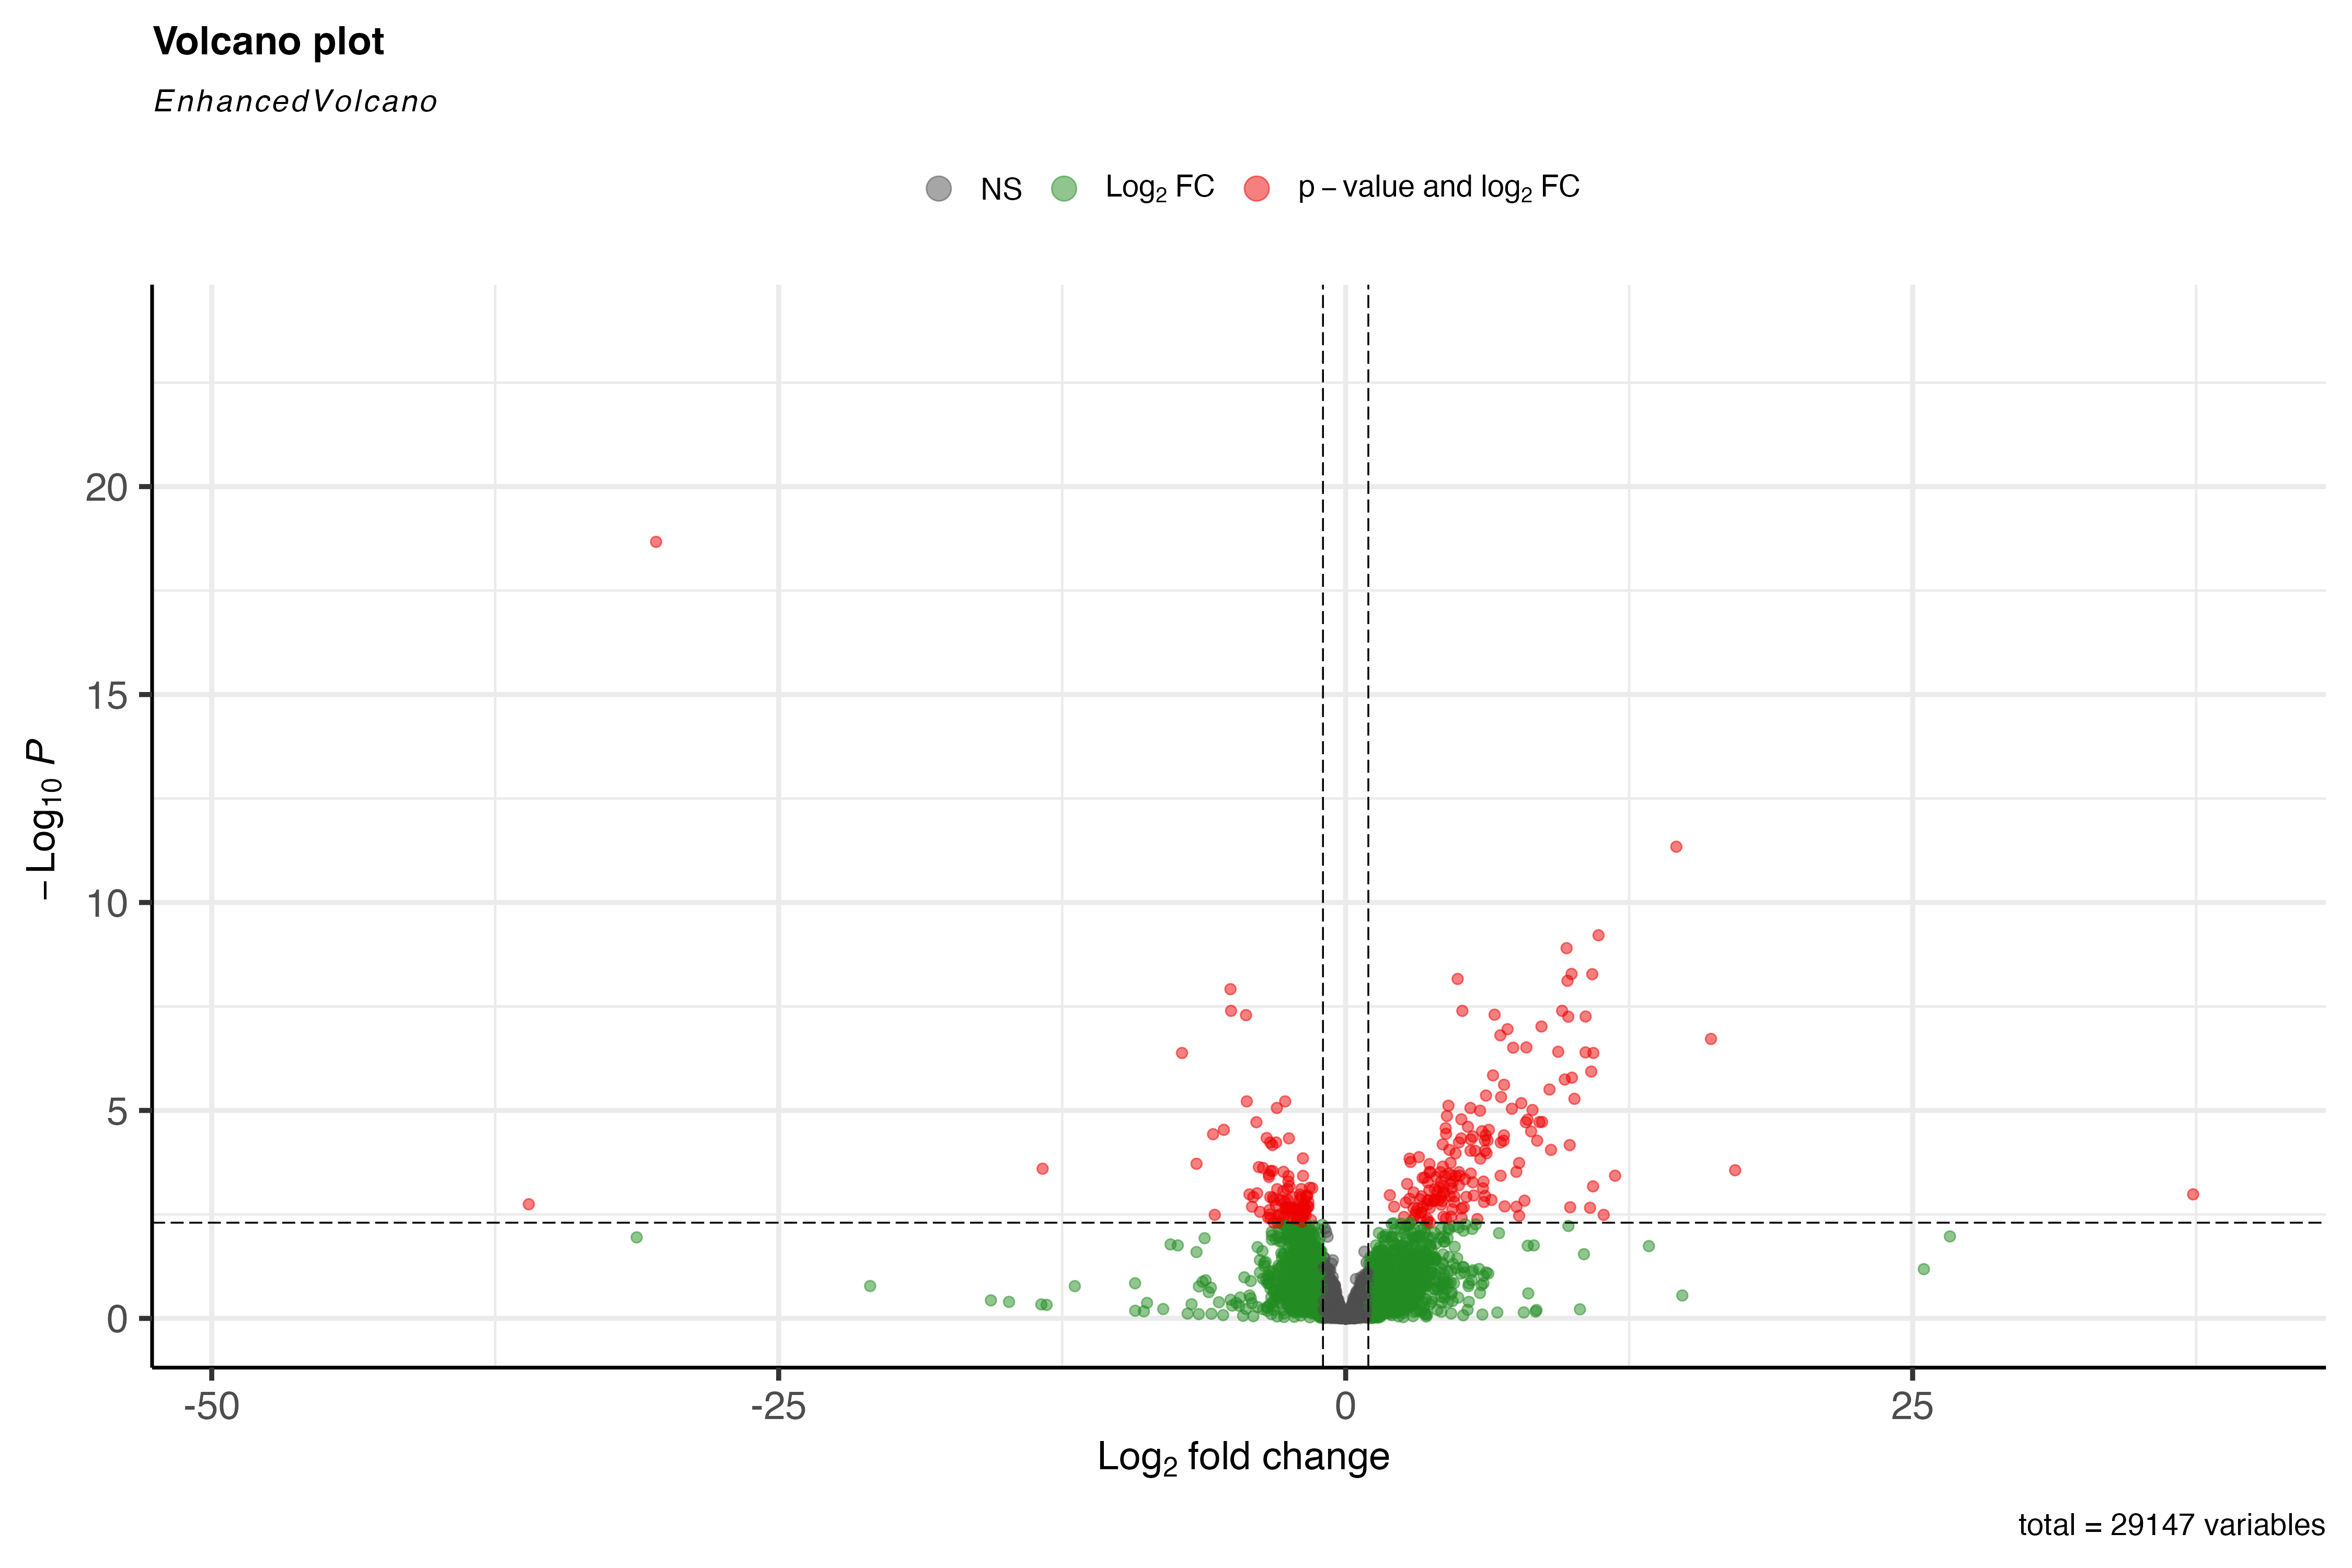 Volcano plot
EnhancedVolcano
NS Log₂ FC p – value and log₂ FC
– Log₁₀ P
20
15
10
5
0
-50 -25 0 25
Log₂ fold change
total = 29147 variables